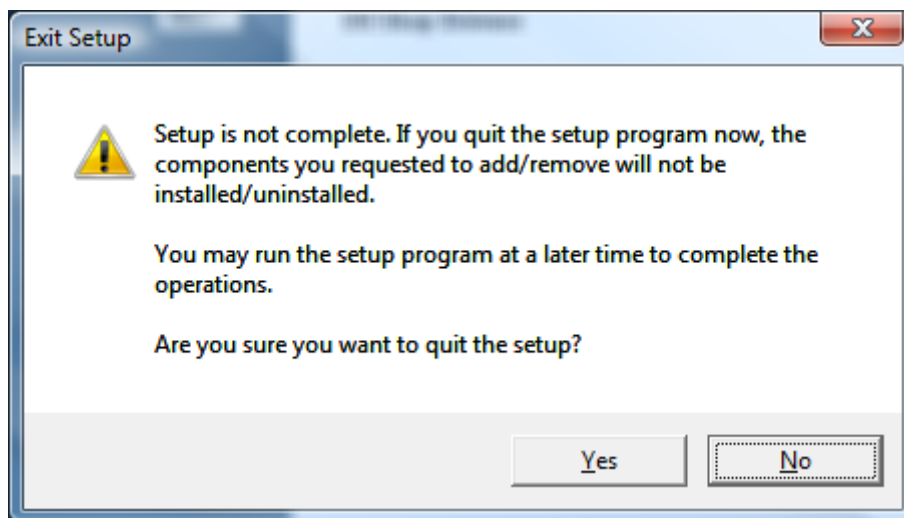 Exit Setup
Setup is not complete. If you quit the setup program now, the
components you requested to add/remove will not be
installed/uninstalled.
You may run the setup program at a later time to complete the
operations.
Are you sure you want to quit the setup?
Yes
No